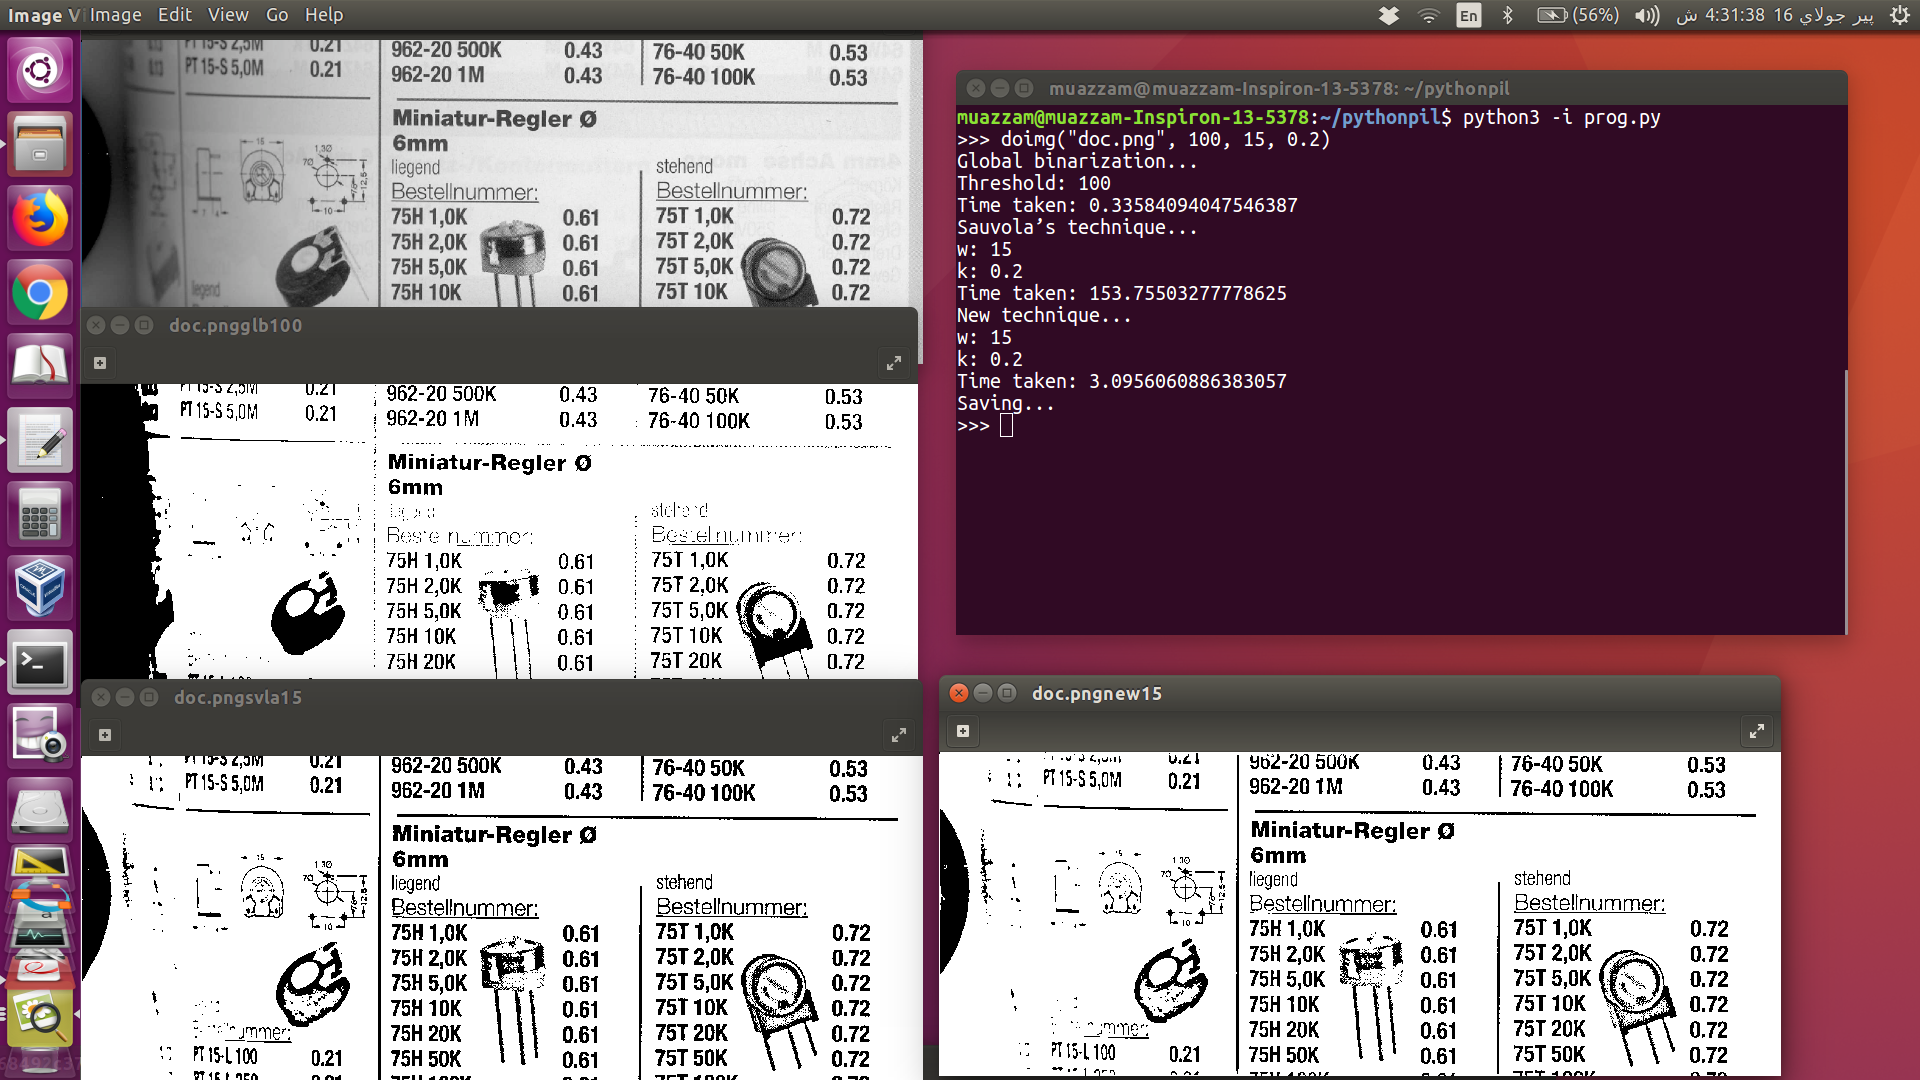 Image Vi
Image Edit View Go Help
En
(56%)
پیر جولاي 16 4:31:38 ش
PT 15-S 2,5M 0.21
PT 15-S 5,0M 0.21
962-20 500K 0.43
962-20 1M 0.43
76-40 50K 0.53
76-40 100K 0.53
Miniatur-Regler Ø
6mm
liegend
Bestellnummer:
75H 1,0K 0.61
75H 2,0K 0.61
75H 5,0K 0.61
75H 10K 0.61
stehend
Bestellnummer:
75T 1,0K 0.72
75T 2,0K 0.72
75T 5,0K 0.72
75T 10K 0.72
15
1.30
70
10
12,5
liegend
doc.pngglb100
PT 15-S 2,5M 0.21
PT 15-S 5,0M 0.21
962-20 500K 0.43
962-20 1M 0.43
76-40 50K 0.53
76-40 100K 0.53
Miniatur-Regler Ø
6mm
stehend
Bestellnummer:
75H 1,0K 0.61
75H 2,0K 0.61
75H 5,0K 0.61
75H 10K 0.61
75H 20K 0.61
75T 1,0K 0.72
75T 2,0K 0.72
75T 5,0K 0.72
75T 10K 0.72
75T 20K 0.72
doc.pngsvla15
PT 15-S 2,5M 0.21
PT 15-S 5,0M 0.21
962-20 500K 0.43
962-20 1M 0.43
76-40 50K 0.53
76-40 100K 0.53
Miniatur-Regler Ø
6mm
liegend
Bestellnummer:
75H 1,0K 0.61
75H 2,0K 0.61
75H 5,0K 0.61
75H 10K 0.61
75H 20K 0.61
75H 50K 0.61
stehend
Bestellnummer:
75T 1,0K 0.72
75T 2,0K 0.72
75T 5,0K 0.72
75T 10K 0.72
75T 20K 0.72
75T 50K 0.72
15
1.30
70
10
12,5
PT 15-L 100 0.21
muazzam@muazzam-Inspiron-13-5378: ~/pythonpil
muazzam@muazzam-Inspiron-13-5378:~/pythonpil$ python3 -i prog.py
>>> doimg("doc.png", 100, 15, 0.2)
Global binarization...
Threshold: 100
Time taken: 0.33584094047546387
Sauvola’s technique...
w: 15
k: 0.2
Time taken: 153.75503277778625
New technique...
w: 15
k: 0.2
Time taken: 3.0956060886383057
Saving...
>>>
doc.pngnew15
PT 15-S 5,0M 0.21
962-20 500K 0.43
962-20 1M 0.43
76-40 50K 0.53
76-40 100K 0.53
Miniatur-Regler Ø
6mm
liegend
Bestellnummer:
75H 1,0K 0.61
75H 2,0K 0.61
75H 5,0K 0.61
75H 10K 0.61
75H 20K 0.61
75H 50K 0.61
stehend
Bestellnummer:
75T 1,0K 0.72
75T 2,0K 0.72
75T 5,0K 0.72
75T 10K 0.72
75T 20K 0.72
75T 50K 0.72
15
1.30
70
10
PT 15-L 100 0.21